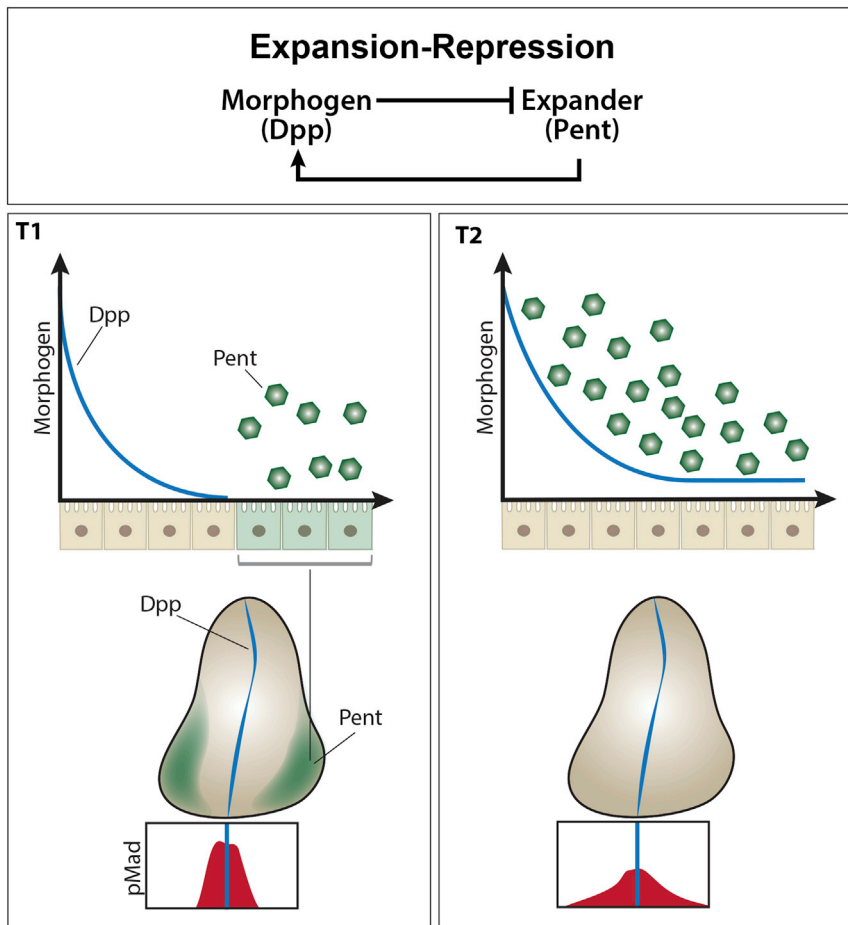 Expansion-Repression
Morphogen Expander
(Dpp) (Pent)
T1
Dpp
Pent
Morphogen
Dpp
Pent
pMad
T2
Morphogen